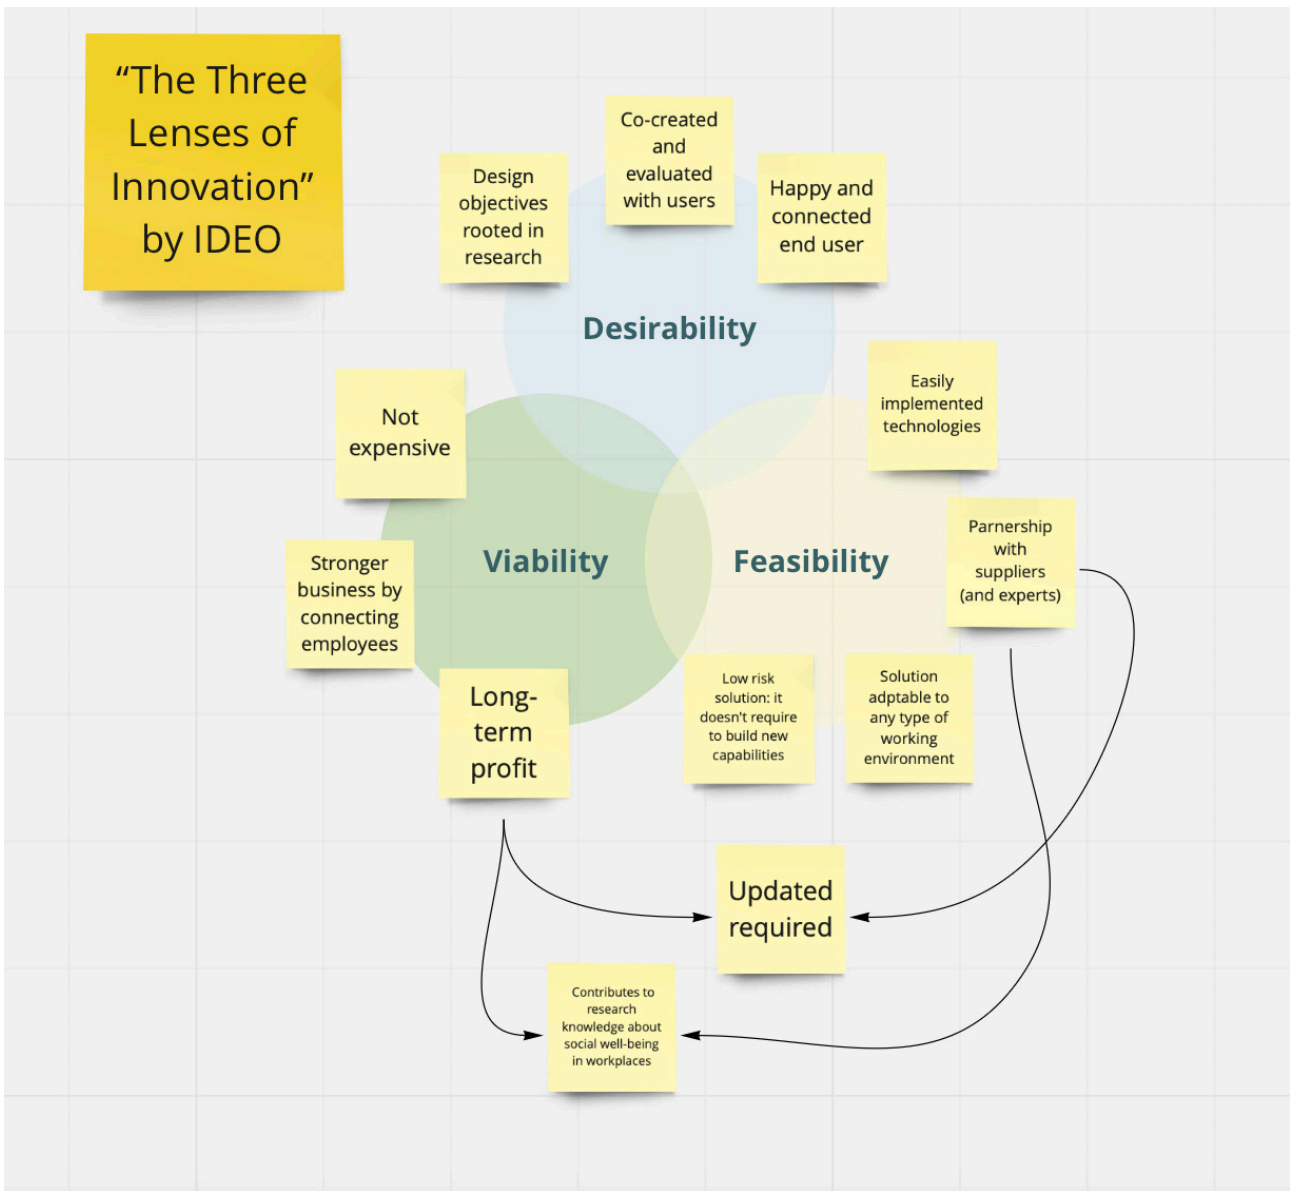 “The Three
Lenses of
Innovation”
by IDEO
Co-created
and
evaluated
with users
Design
objectives
rooted in
research
Happy and
connected
end user
Desirability
Easily
implemented
technologies
Not
expensive
Parnership
with
suppliers
(and experts)
Viability
Feasibility
Stronger
business by
connecting
employees
Long-
term
profit
Low risk
solution: it
doesn't require
to build new
capabilities
Solution
adptable to
any type of
working
environment
Updated
required
Contributes to
research
knowledge about
social well-being
in workplaces